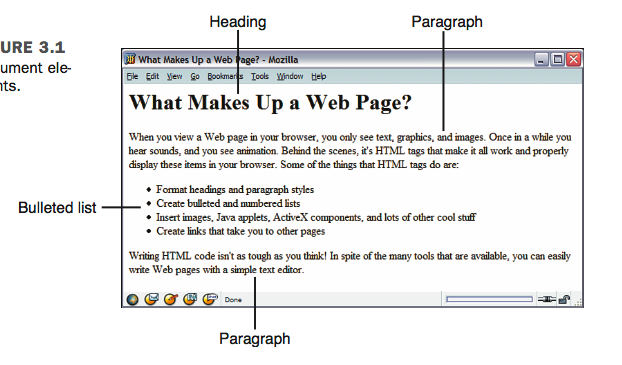 Heading
Paragraph
URE 3.1
ument ele-
nts.
What Makes Up a Web Page? - Mozilla
File Edit View Go Bookmarks Tools Window Help
What Makes Up a Web Page?
When you view a Web page in your browser, you only see text, graphics, and images. Once in a while you
hear sounds, and you see animation. Behind the scenes, it's HTML tags that make it all work and properly
display these items in your browser. Some of the things that HTML tags do are:
• Format headings and paragraph styles
• Create bulleted and numbered lists
• Insert images, Java applets, ActiveX components, and lots of other cool stuff
• Create links that take you to other pages
Bulleted list
Writing HTML code isn't as tough as you think! In spite of the many tools that are available, you can easily
write Web pages with a simple text editor.
Done
Paragraph